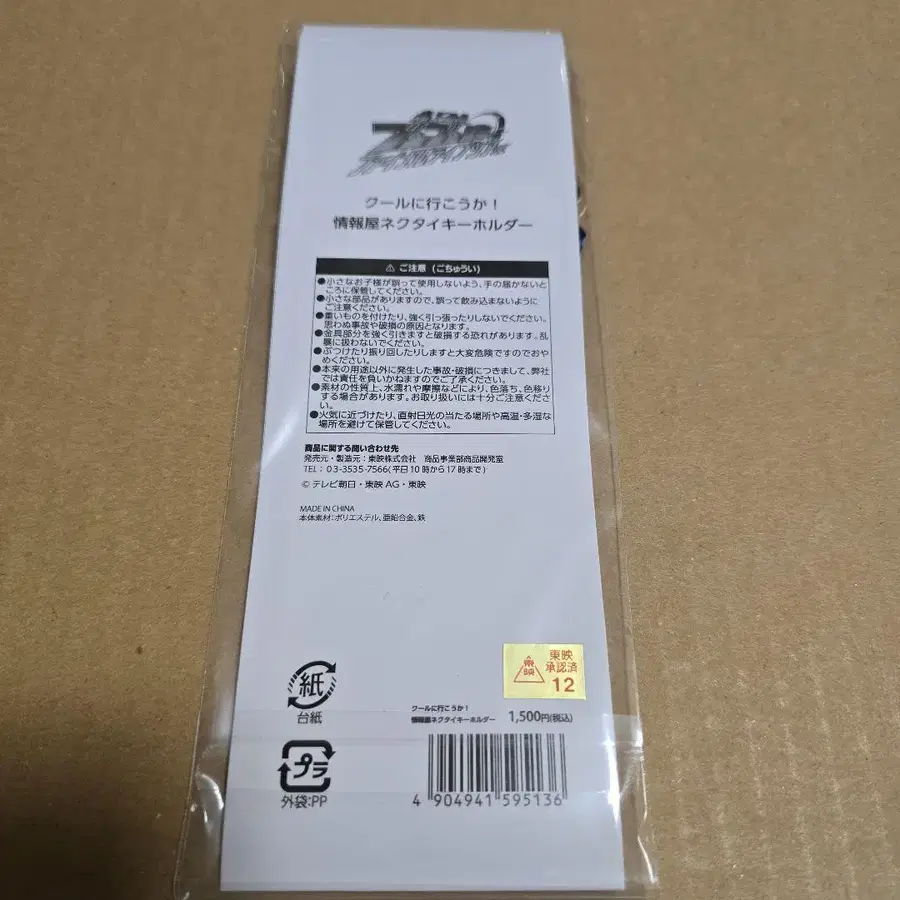 クールに行こうか！
情報屋ネクタイキーホルダー
ご注意（ごちゅうい）
●小さなお子様が誤って使用しないよう、手の届かないと
ころに保管してください。
●小さな部品がありますので、誤って飲み込まないように
ご注意ください。
●重いものを付けたり、強く引っ張ったりしないでください。
思わぬ事故や破損の原因となります。
●金具部分を強く引きますと破損する恐れがあります。乱
暴に扱わないでください。
●ぶつけたり振り回したりしますと大変危険ですのでおや
めください。
●本来の用途以外に発生した事故・破損につきまして、弊社
では責任を負いかねますのでご了承ください。
●素材の性質上、水濡れや摩擦などにより、色落ち、色移り
する場合があります。お取り扱いには十分ご注意くださ
い。
●火気に近づけたり、直射日光の当たる場所や高温・多湿な
場所を避けて保管してください。
商品に関する問い合わせ先
発売元・製造元：東映株式会社 商品事業部商品開発室
TEL：03-3535-7566(平日10時から17時まで)
© テレビ朝日・東映AG・東映
MADE IN CHINA
本体素材：ポリエステル、亜鉛合金、鉄
東映
東映
承認済
12
紙
台紙
クールに行こうか！
情報屋ネクタイキーホルダー 1,500円(税込)
プラ
外袋:PP
4 904941 595136